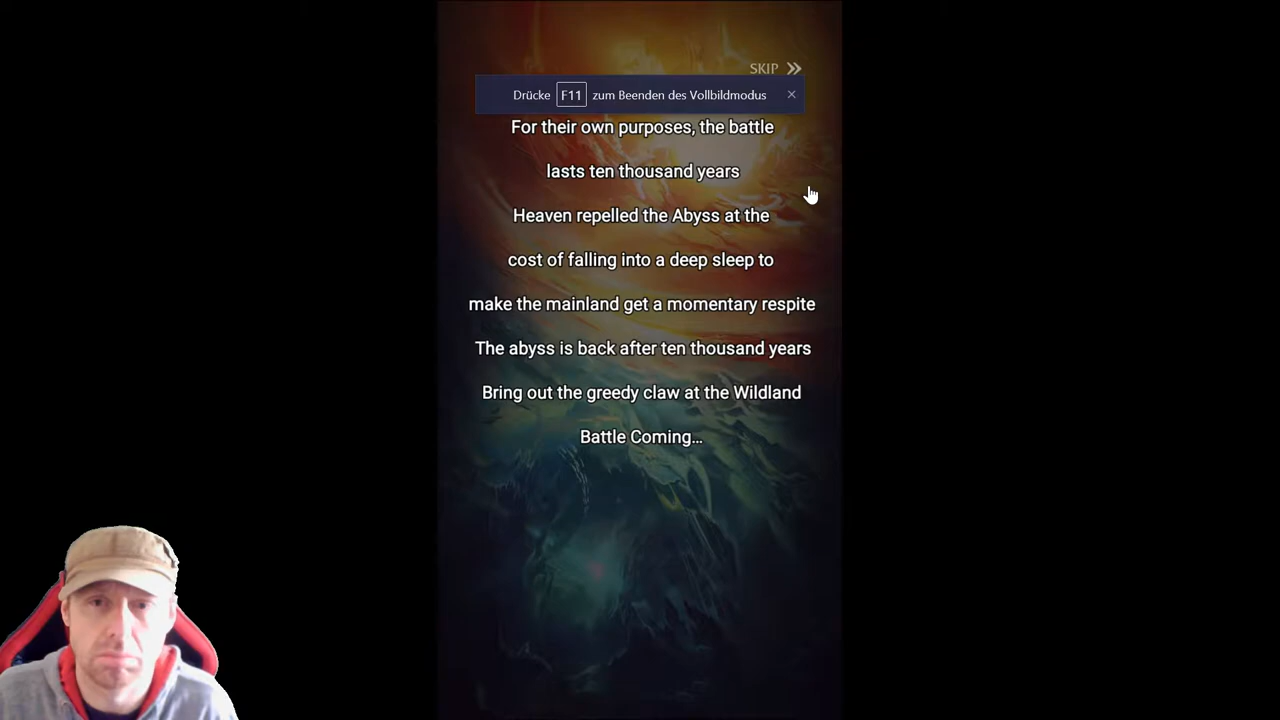 SKIP
Drücke F11 zum Beenden des Vollbildmodus
For their own purposes, the battle
lasts ten thousand years
Heaven repelled the Abyss at the
cost of falling into a deep sleep to
make the mainland get a momentary respite
The abyss is back after ten thousand years
Bring out the greedy claw at the Wildland
Battle Coming...